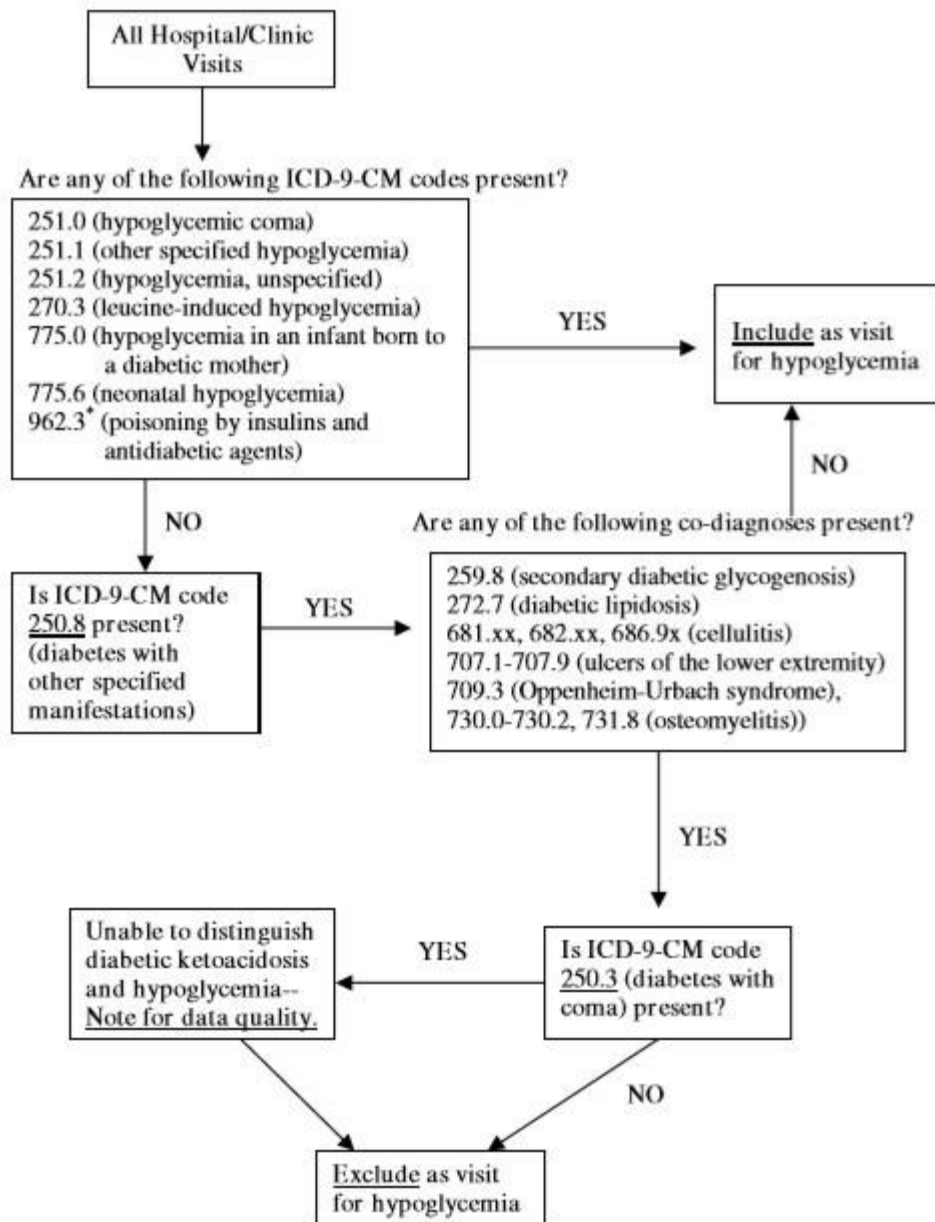 All Hospital/Clinic
Visits
Are any of the following ICD-9-CM codes present?
251.0 (hypoglycemic coma)
251.1 (other specified hypoglycemia)
251.2 (hypoglycemia, unspecified)
270.3 (leucine-induced hypoglycemia)
775.0 (hypoglycemia in an infant born to
a diabetic mother)
775.6 (neonatal hypoglycemia)
962.3* (poisoning by insulins and
antidiabetic agents)
YES
Include as visit
for hypoglycemia
NO
NO
Are any of the following co-diagnoses present?
Is ICD-9-CM code
250.8 present?
(diabetes with
other specified
manifestations)
YES
259.8 (secondary diabetic glycogenosis)
272.7 (diabetic lipidosis)
681.xx, 682.xx, 686.9x (cellulitis)
707.1-707.9 (ulcers of the lower extremity)
709.3 (Oppenheim-Urbach syndrome),
730.0-730.2, 731.8 (osteomyelitis))
YES
Unable to distinguish
diabetic ketoacidosis
and hypoglycemia--
Note for data quality.
YES
Is ICD-9-CM code
250.3 (diabetes with
coma) present?
NO
Exclude as visit
for hypoglycemia